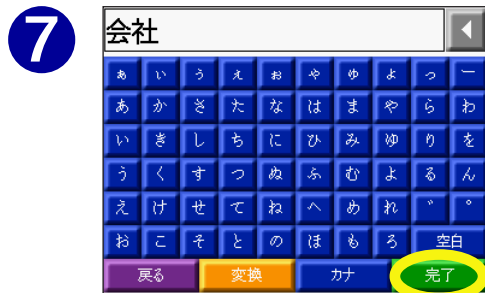 7
会社
ぁ ぃ ぅ ぇ ぉ ゃ ゅ ょ っ ー
あ か さ た な は ま や ら わ
い き し ち に ひ み ゆ り を
う く す つ ぬ ふ む よ る ん
え け せ て ね へ め れ ゛ ゜
お こ そ と の ほ も ろ 空白
戻る 変換 カナ 完了